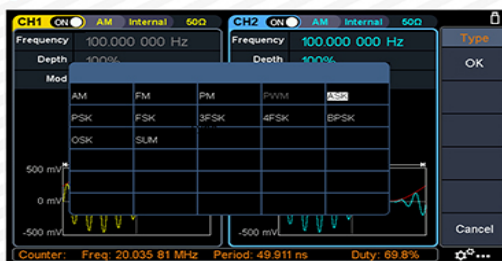 CH1 ON AM Internal 50Ω CH2 ON AM Internal 50Ω
Frequency 100.000 000 Hz Frequency 100.000 000 Hz Type
Depth 100% Depth 100% OK
Mod
AM FM PM PWM ASK
PSK FSK 3FSK 4FSK BPSK
OSK SUM
500 mV
0 mV
-500 mV -500 mV Cancel
Counter: Freq: 20.035 81 MHz Period: 49.911 ns Duty: 69.8%